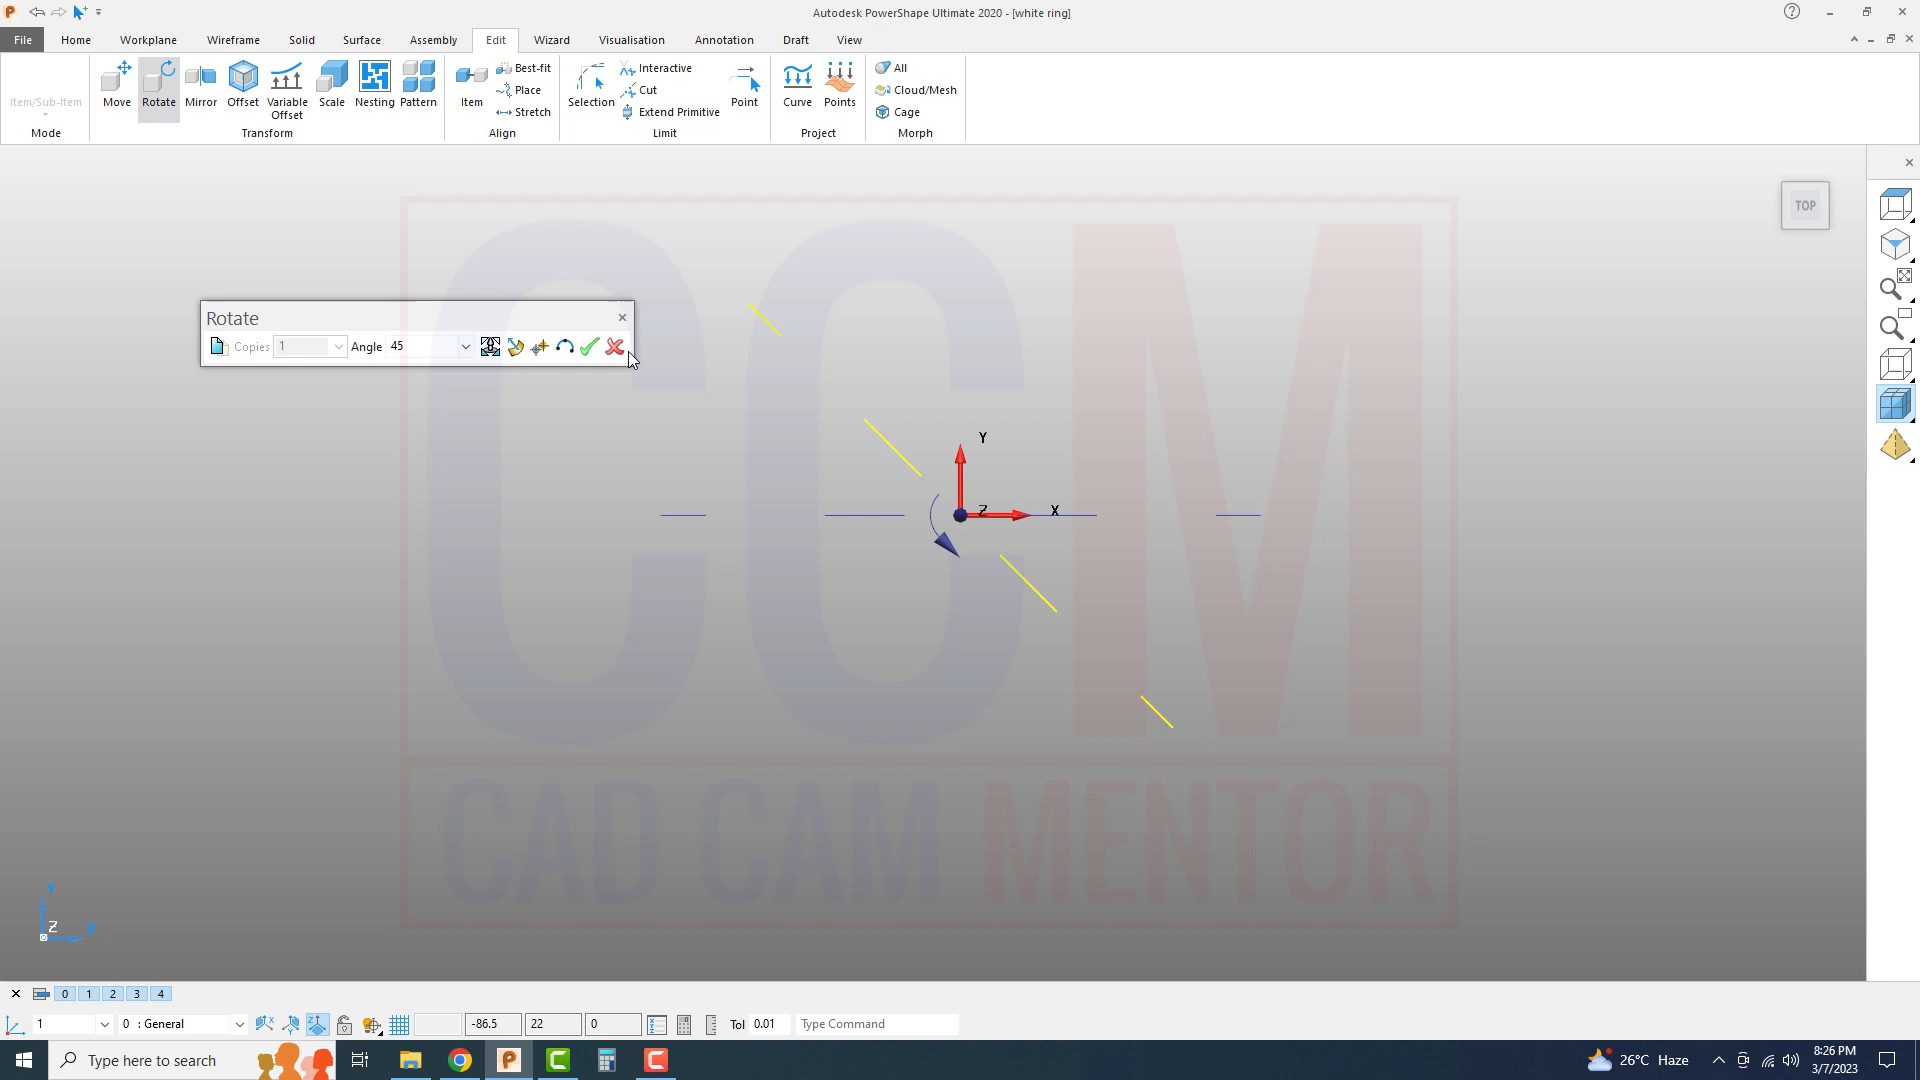 Autodesk PowerShape Ultimate 2020 - [white ring]
File Home Workplane Wireframe Solid Surface Assembly Edit Wizard Visualisation Annotation Draft View
Item/Sub-Item
Mode
Move Rotate Mirror Offset Variable Offset Scale Nesting Pattern
Transform
Item Best-fit Place Stretch
Align
Selection Interactive Cut Extend Primitive Point
Limit
Curve Points
Project
All Cloud/Mesh Cage
Morph
TOP
Rotate
Copies 1 Angle 45
CCM
Y
Z X
CAD CAM MENTOR
Y
Z X
0 1 2 3 4
1 0 : General -86.5 22 0 Tol 0.01 Type Command
Type here to search 26°C Haze 8:26 PM
3/7/2023